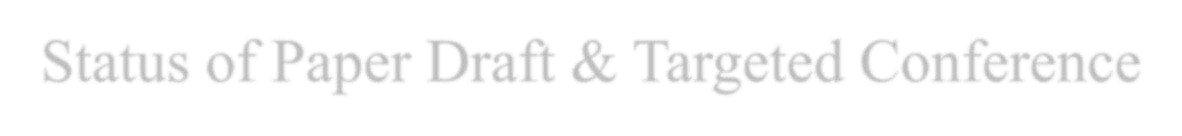 Status of Paper Draft & Targeted Conference